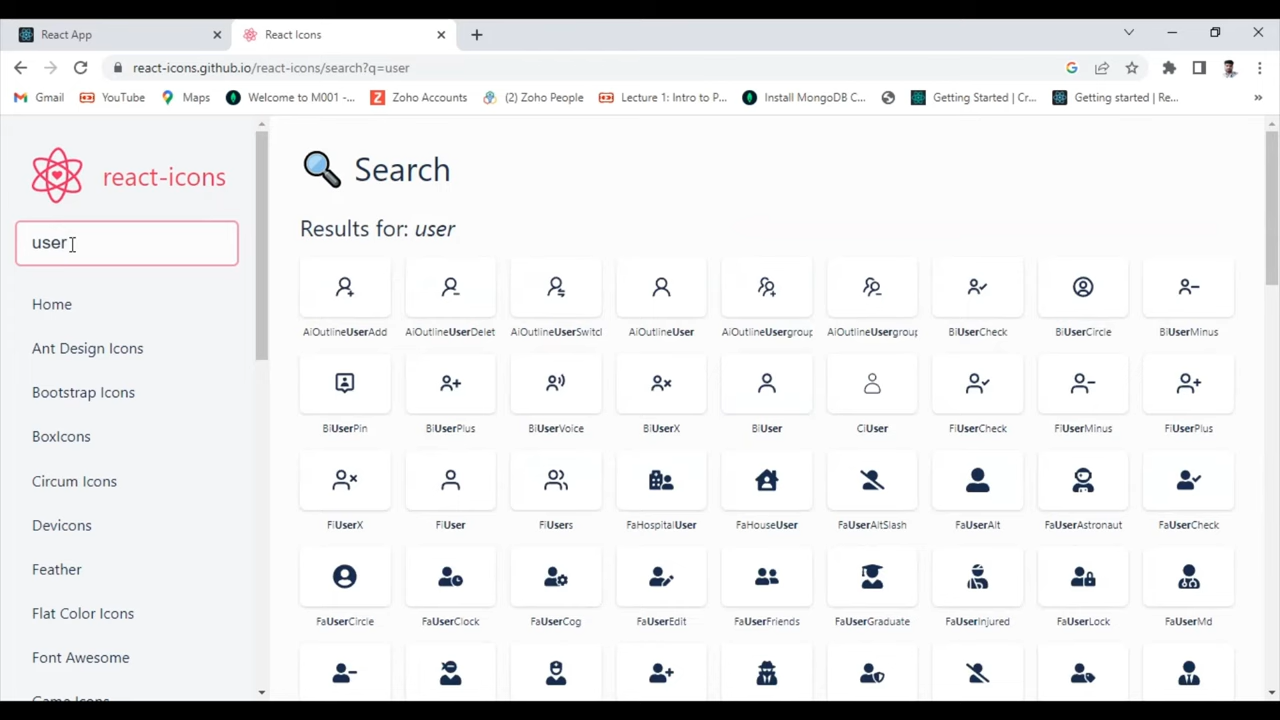 React App
React Icons
react-icons.github.io/react-icons/search?q=user
Gmail
YouTube
Maps
Welcome to M001 -...
Zoho Accounts
(2) Zoho People
Lecture 1: Intro to P...
Install MongoDB C...
Getting Started | Cr...
Getting started | Re...
»
react-icons
user
Home
Ant Design Icons
Bootstrap Icons
BoxIcons
Circum Icons
Devicons
Feather
Flat Color Icons
Font Awesome
Game Icons
Search
Results for: user
AiOutlineUserAdd AiOutlineUserDelet AiOutlineUserSwitcl AiOutlineUser AiOutlineUsergroup AiOutlineUsergroup BiUserCheck BiUserCircle BiUserMinus
BiUserPin BiUserPlus BiUserVoice BiUserX BiUser CiUser FiUserCheck FiUserMinus FiUserPlus
FiUserX FiUser FiUsers FaHospitalUser FaHouseUser FaUserAltSlash FaUserAlt FaUserAstronaut FaUserCheck
FaUserCircle FaUserClock FaUserCog FaUserEdit FaUserFriends FaUserGraduate FaUserInjured FaUserLock FaUserMd